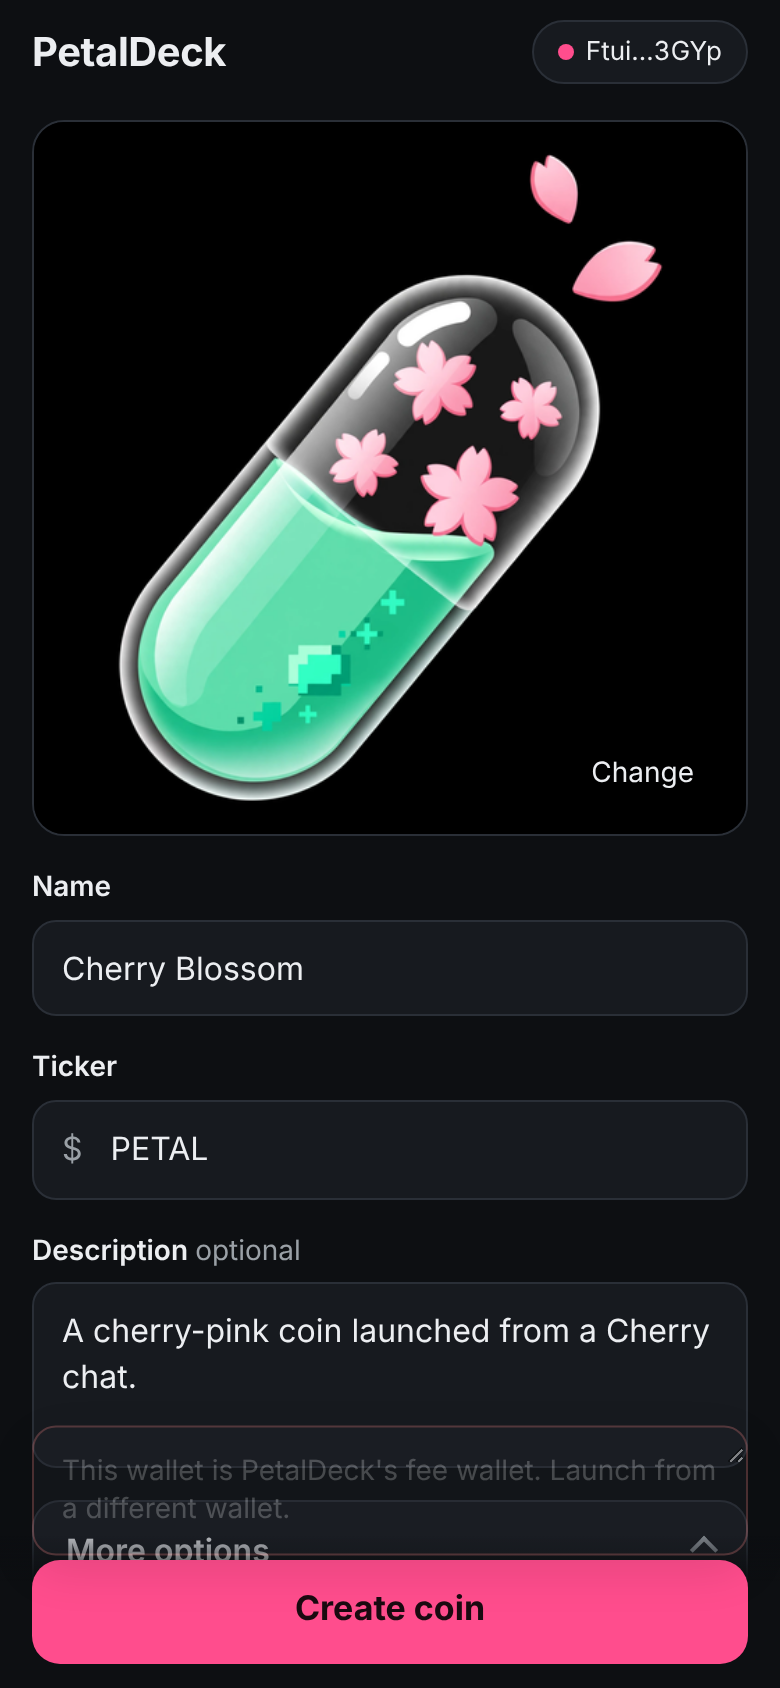 PetalDeck
Ftui...3GYp
Change
Name
Cherry Blossom
Ticker
$ PETAL
Description optional
A cherry-pink coin launched from a Cherry
chat.
This wallet is PetalDeck's fee wallet. Launch from
a different wallet.
More options
Create coin